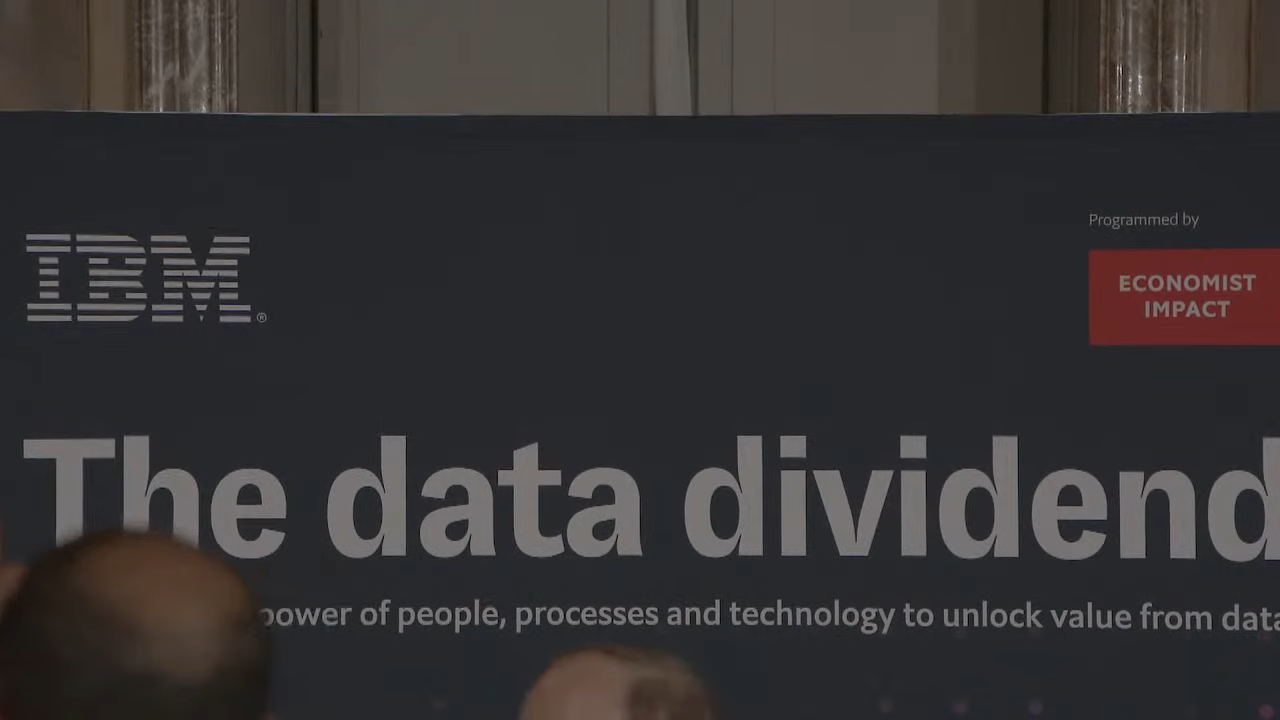 Programmed by
IBM®
ECONOMIST
IMPACT
The data dividend
power of people, processes and technology to unlock value from data